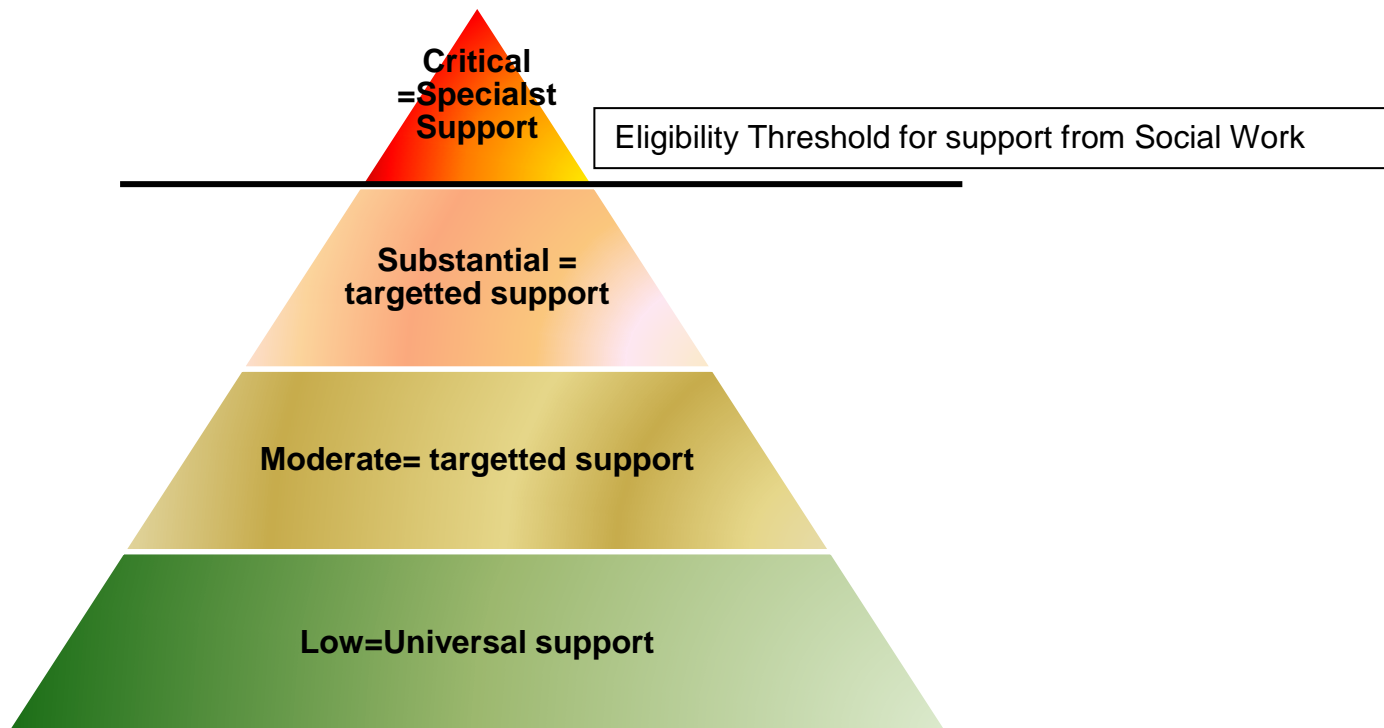 Critical
=Specialst
Support
Eligibility Threshold for support from Social Work
Substantial =
targetted support
Moderate= targetted support
Low=Universal support